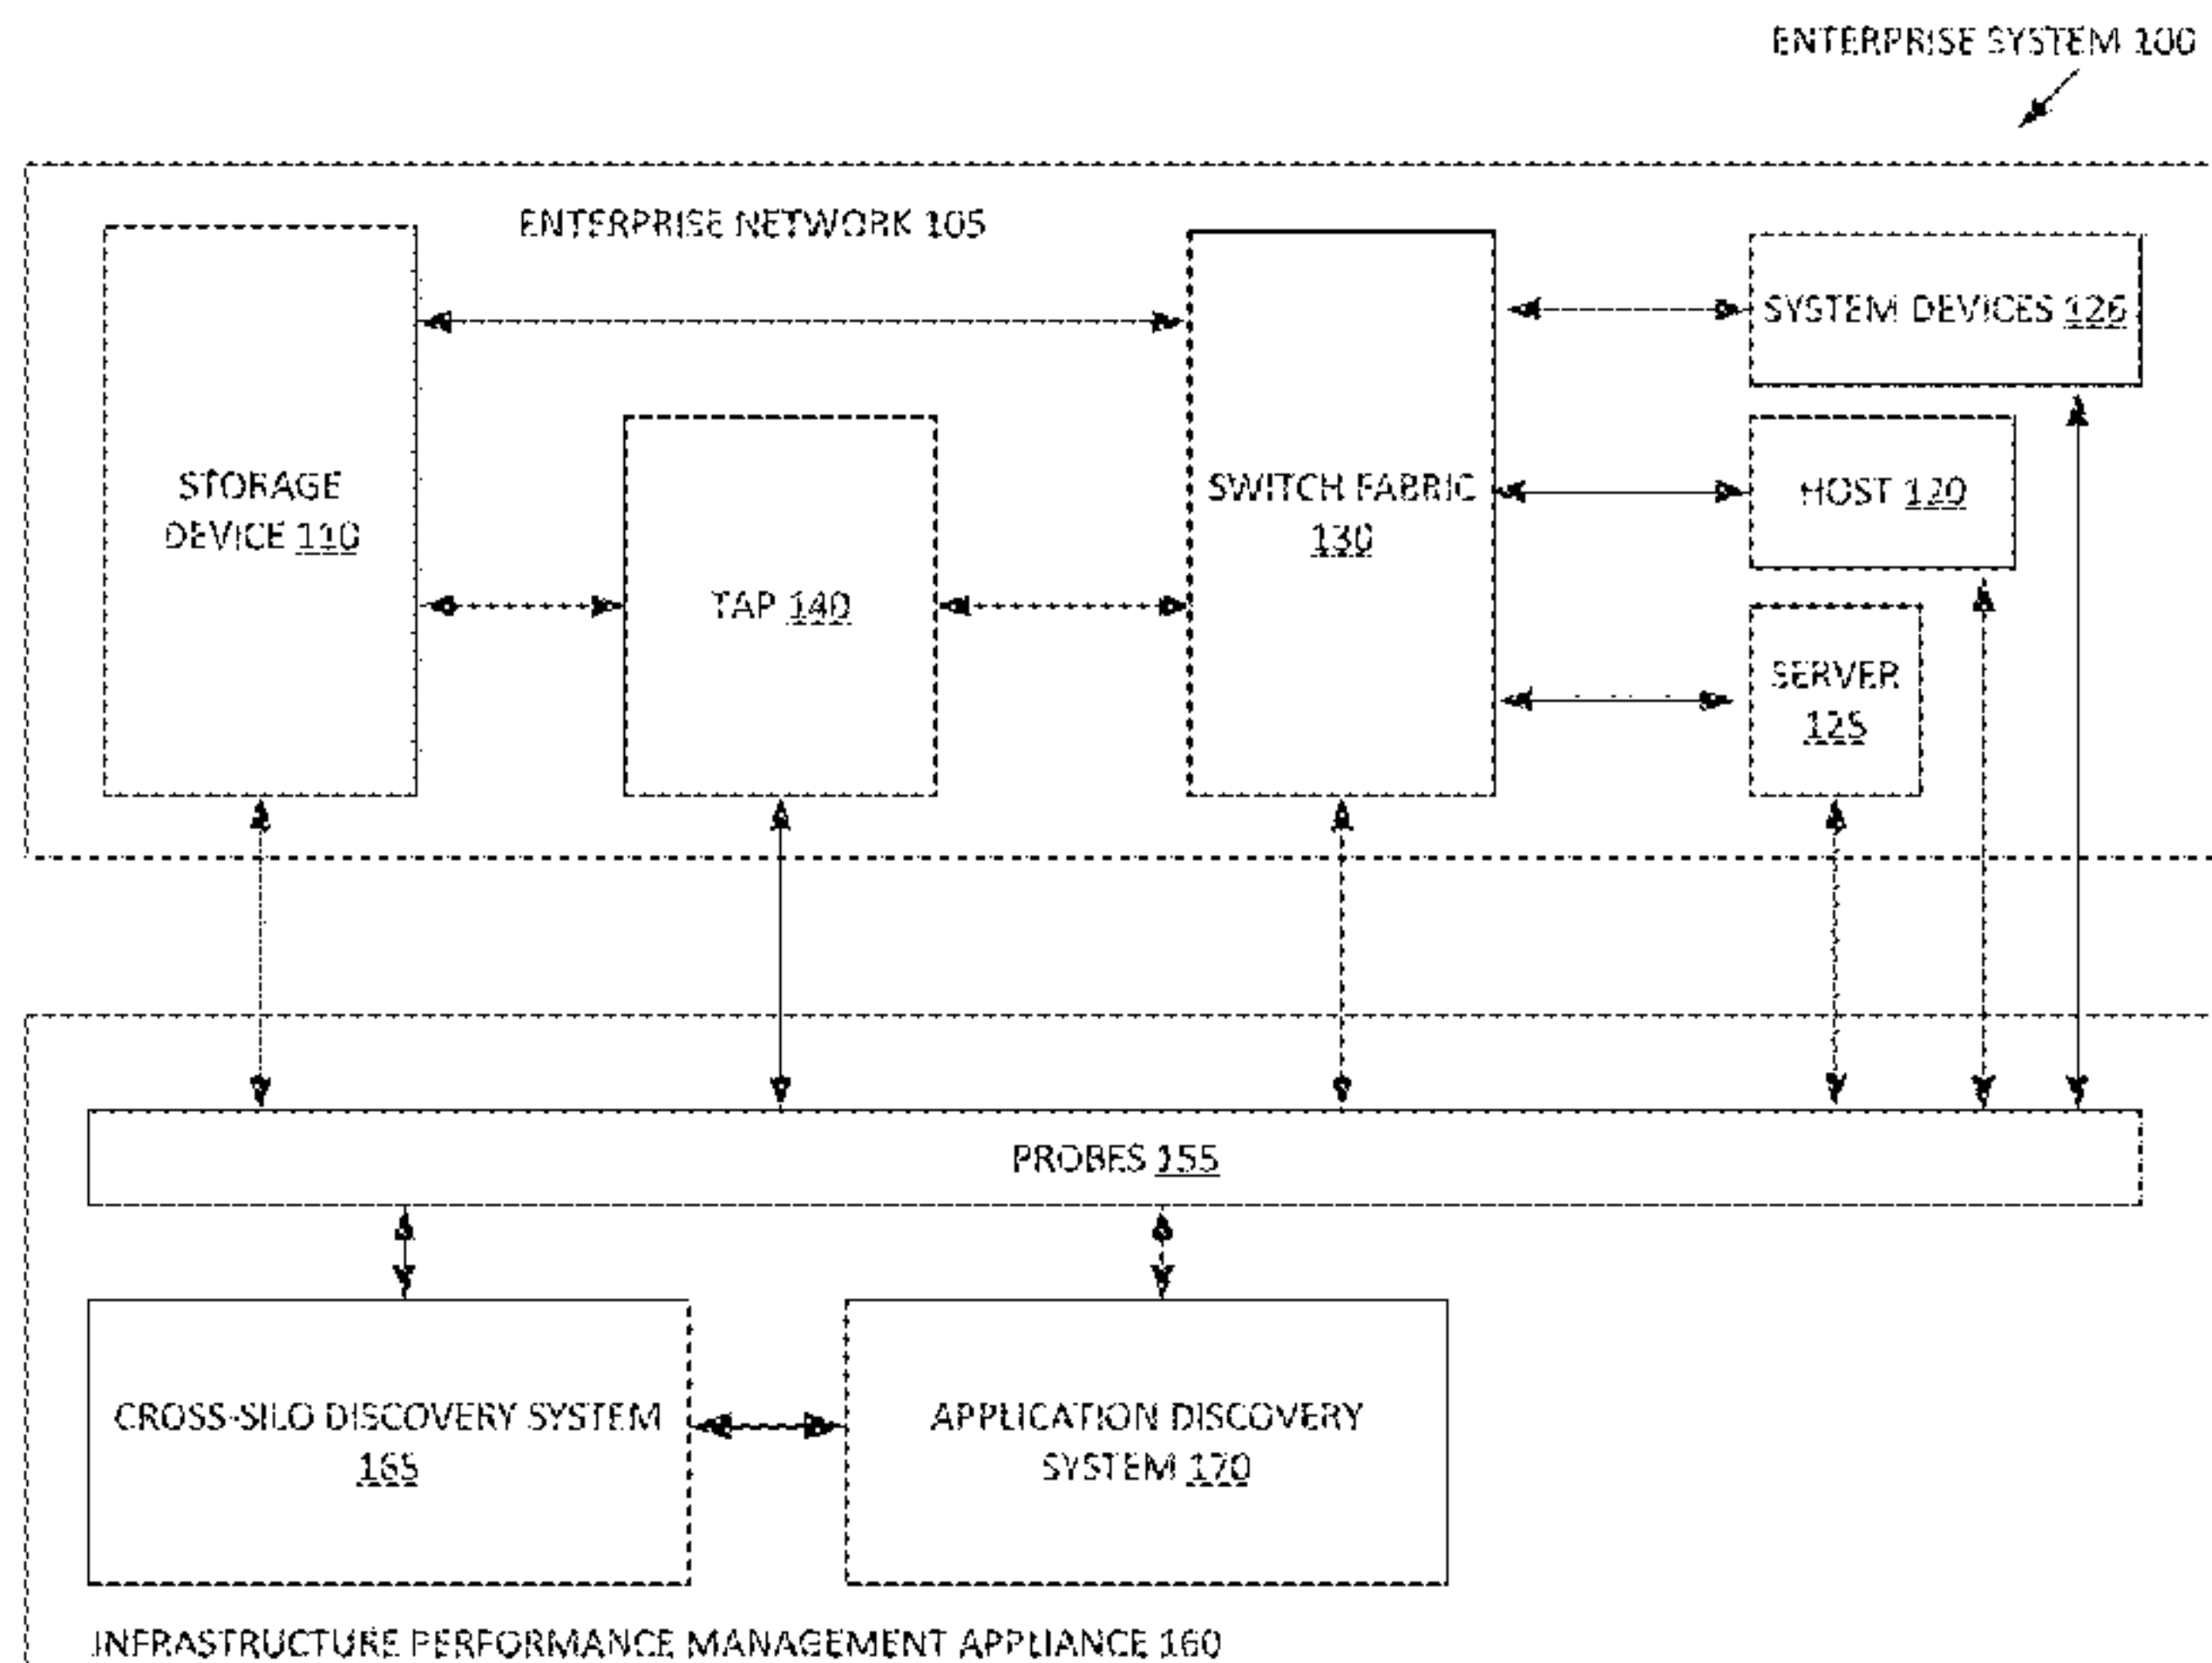 ENTERPRISE SYSTEM 100
ENTERPRISE NETWORK 105
STORAGE
DEVICE 110
TAP 140
SWITCH FABRIC
130
SYSTEM DEVICES 126
HOST 120
SERVER
125
PROBES 155
CROSS-SILO DISCOVERY SYSTEM
165
APPLICATION DISCOVERY
SYSTEM 170
INFRASTRUCTURE PERFORMANCE MANAGEMENT APPLIANCE 160